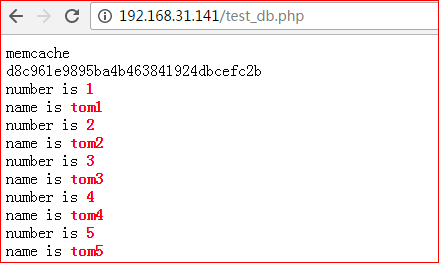 192.168.31.141/test_db.php
memcache
d8c961e9895ba4b463841924dbcefc2b
number is 1
name is tom1
number is 2
name is tom2
number is 3
name is tom3
number is 4
name is tom4
number is 5
name is tom5